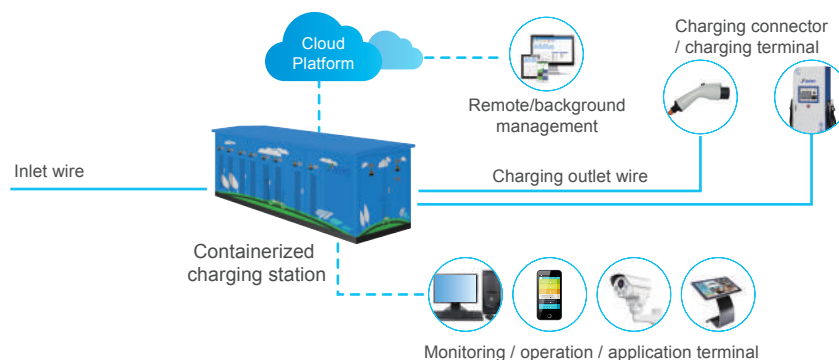 Cloud
Platform
Charging connector
/ charging terminal
Remote/background
management
Inlet wire
Charging outlet wire
Containerized
charging station
Monitoring / operation / application terminal